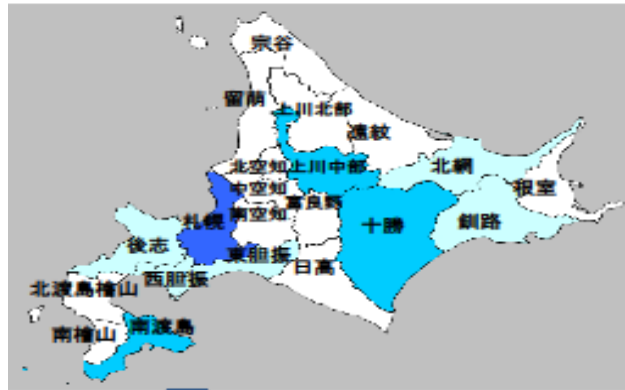 宗谷
留萌
上川北部
遠紋
北空知
上川中部
北網
中空知
根室
札幌
南空知
富良野
十勝
釧路
後志
東胆振
西胆振
日高
北渡島檜山
南渡島
南檜山